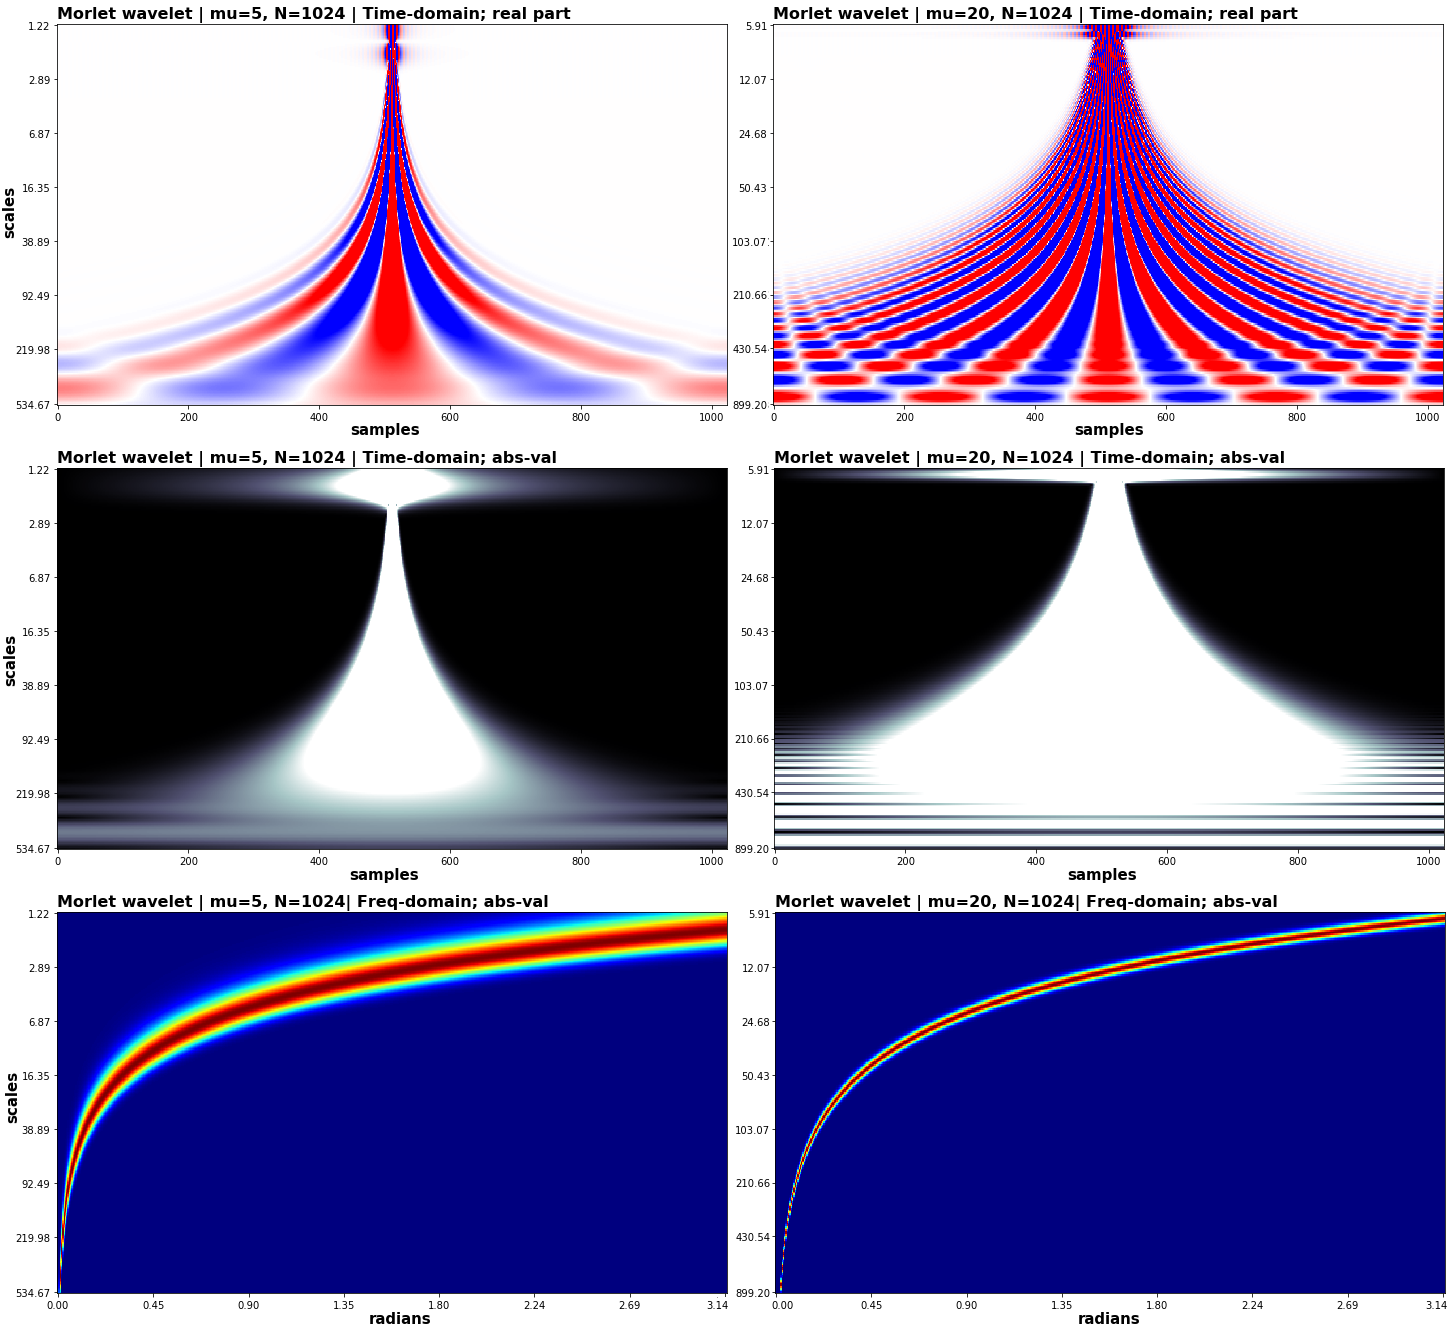 Morlet wavelet | mu=5, N=1024 | Time-domain; real part
1.22
2.89
6.87
16.35
38.89
92.49
219.98
534.67
scales
0 200 400 600 800 1000
samples
Morlet wavelet | mu=20, N=1024 | Time-domain; real part
5.91
12.07
24.68
50.43
103.07
210.66
430.54
899.20
0 200 400 600 800 1000
samples
Morlet wavelet | mu=5, N=1024 | Time-domain; abs-val
1.22
2.89
6.87
16.35
38.89
92.49
219.98
534.67
scales
0 200 400 600 800 1000
samples
Morlet wavelet | mu=20, N=1024 | Time-domain; abs-val
5.91
12.07
24.68
50.43
103.07
210.66
430.54
899.20
0 200 400 600 800 1000
samples
Morlet wavelet | mu=5, N=1024| Freq-domain; abs-val
1.22
2.89
6.87
16.35
38.89
92.49
219.98
534.67
scales
0.00 0.45 0.90 1.35 1.80 2.24 2.69 3.14
radians
Morlet wavelet | mu=20, N=1024| Freq-domain; abs-val
5.91
12.07
24.68
50.43
103.07
210.66
430.54
899.20
0.00 0.45 0.90 1.35 1.80 2.24 2.69 3.14
radians